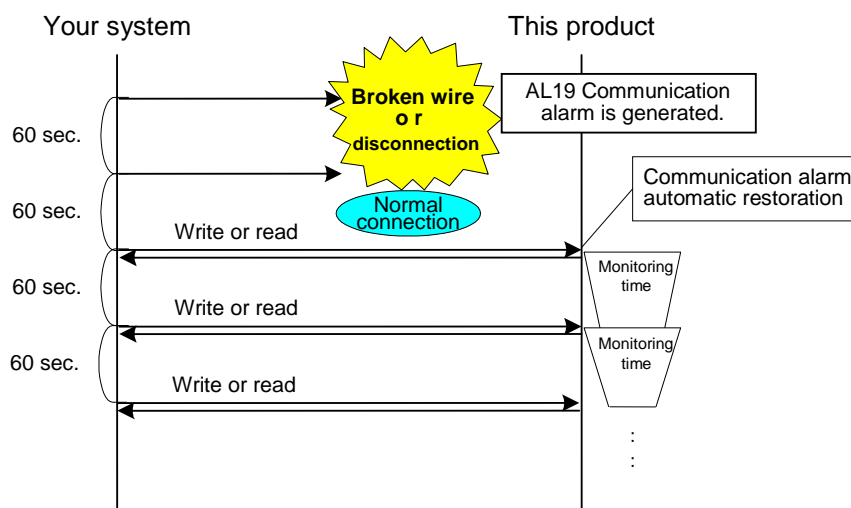 Your system
This product
Broken wire
o r
disconnection
AL19 Communication
alarm is generated.
60 sec.
60 sec.
Normal
connection
Communication alarm
automatic restoration
Write or read
60 sec.
Monitoring
time
Write or read
60 sec.
Monitoring
time
Write or read
:
: